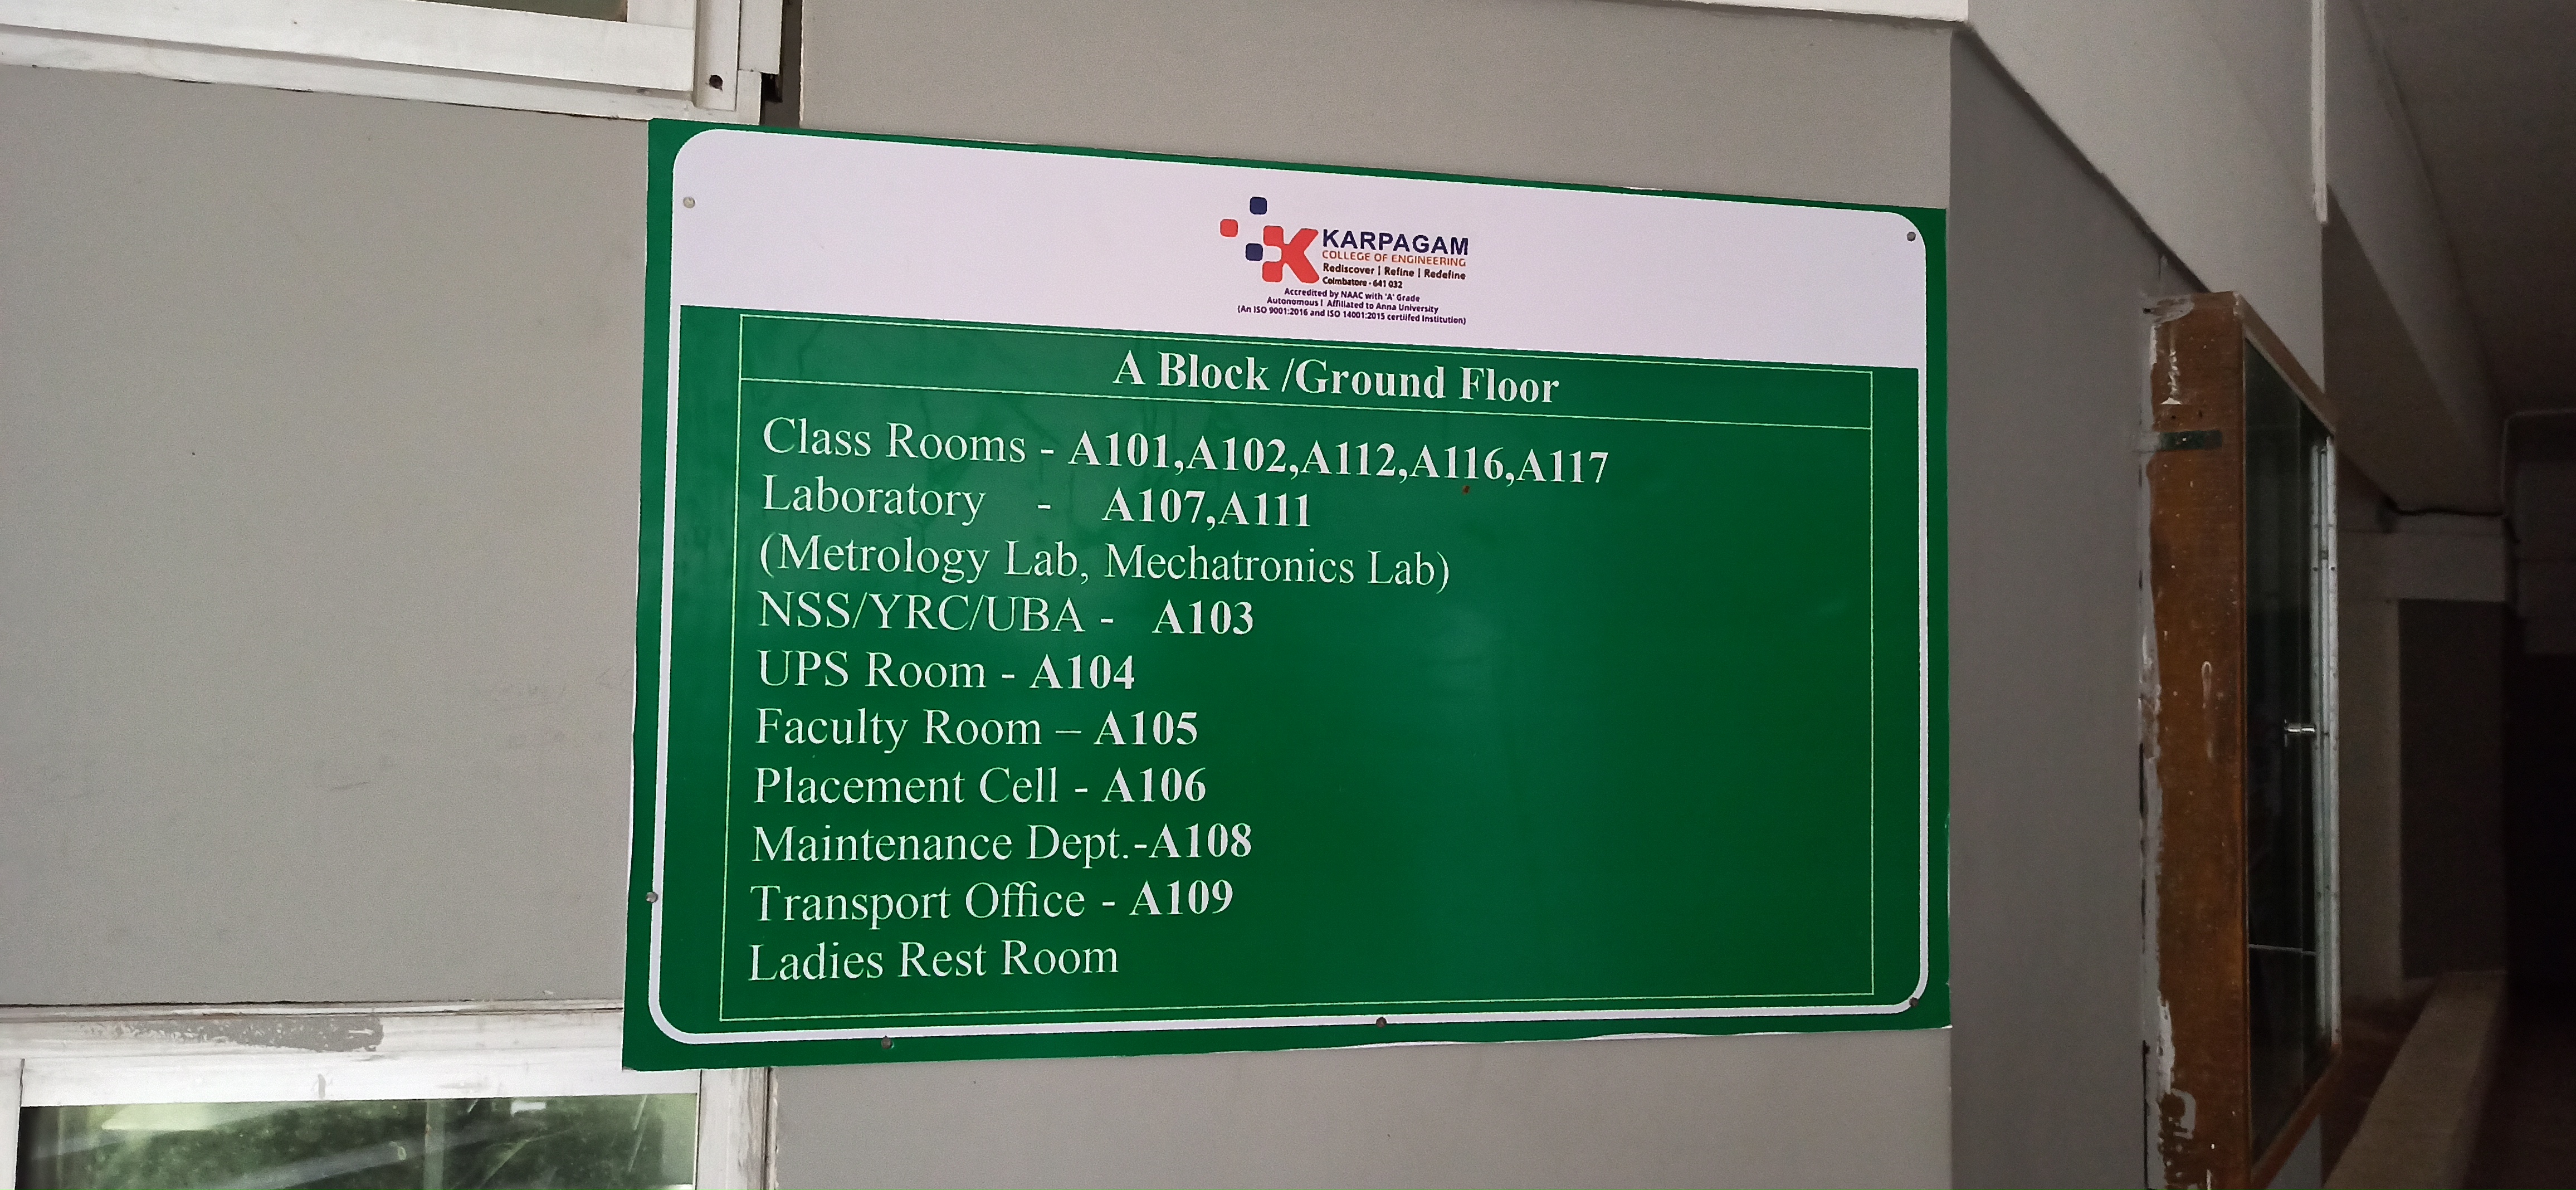 KARPAGAM
COLLEGE OF ENGINEERING
Rediscover | Refine | Redefine
Coimbatore - 641 032
Accredited by NAAC with 'A' Grade
Autonomous | Affiliated to Anna University
(An ISO 9001:2016 and ISO 14001:2015 certiifed Institution)
A Block /Ground Floor
Class Rooms - A101,A102,A112,A116,A117
Laboratory - A107,A111
(Metrology Lab, Mechatronics Lab)
NSS/YRC/UBA - A103
UPS Room - A104
Faculty Room – A105
Placement Cell - A106
Maintenance Dept.-A108
Transport Office - A109
Ladies Rest Room